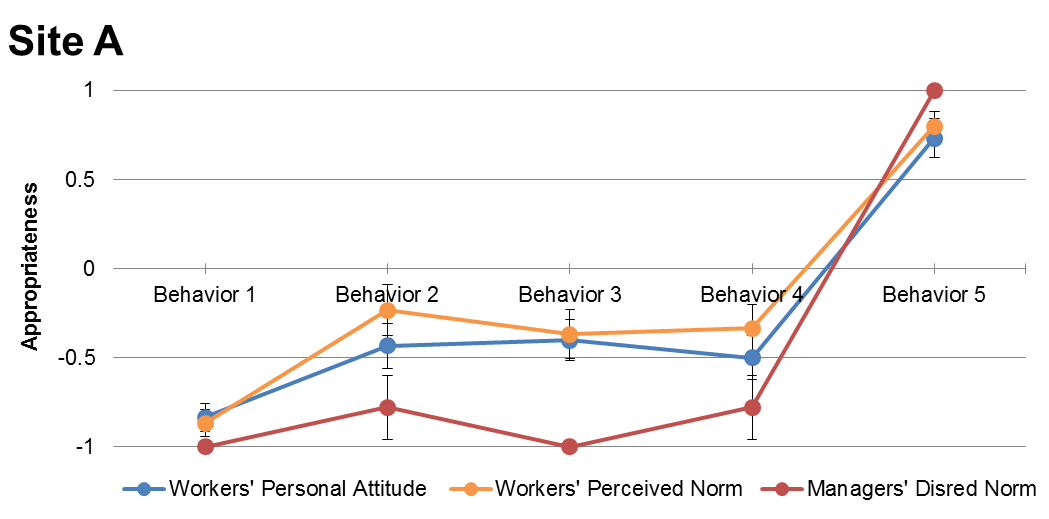 Site A
Appropriateness
1
0.5
0
-0.5
-1
Behavior 1 Behavior 2 Behavior 3 Behavior 4 Behavior 5
Workers' Personal Attitude Workers' Perceived Norm Managers' Disred Norm